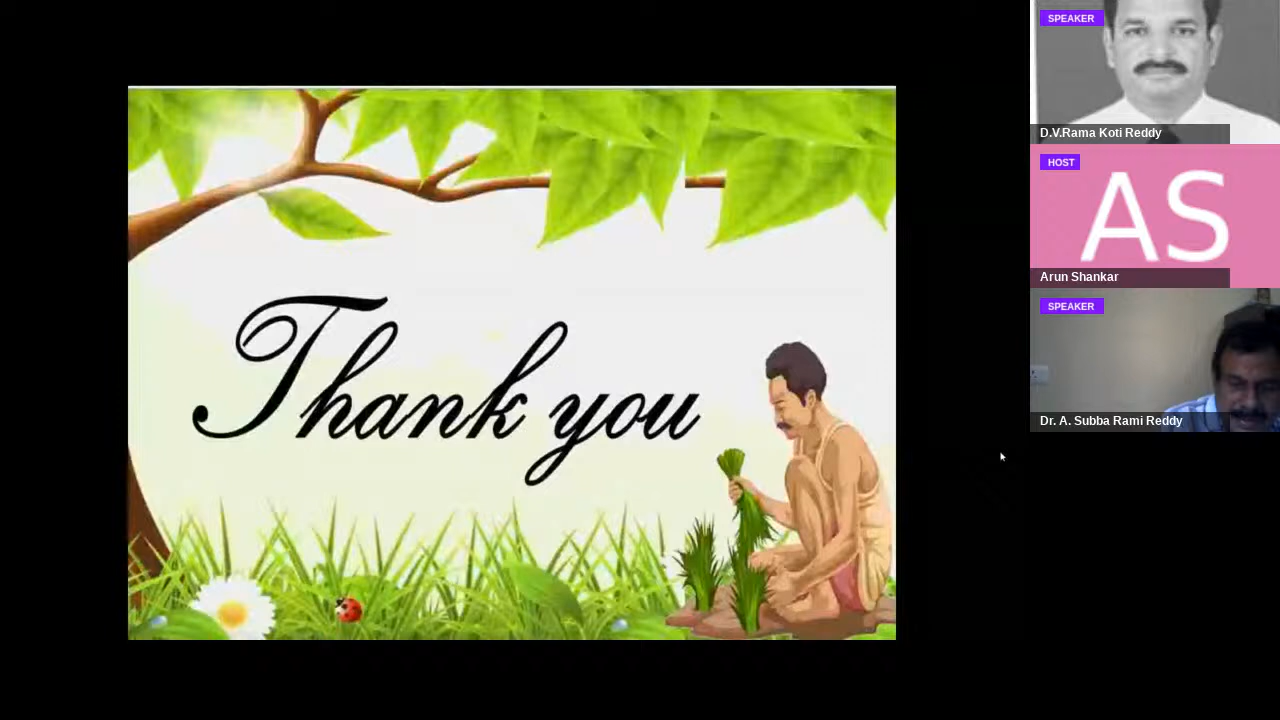 Thank you
SPEAKER
D.V.Rama Koti Reddy
HOST
AS
Arun Shankar
SPEAKER
Dr. A. Subba Rami Reddy